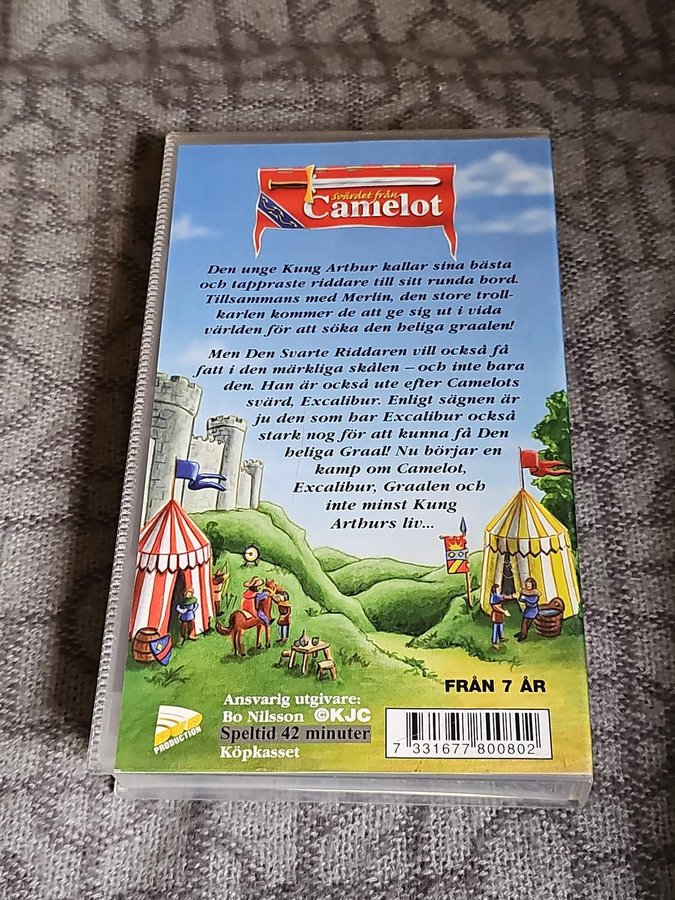 Svärdet från
Camelot
Den unge Kung Arthur kallar sina bästa
och tappraste riddare till sitt runda bord.
Tillsammans med Merlin, den store troll-
karlen kommer de att ge sig ut i vida
världen för att söka den heliga graalen!
Men Den Svarte Riddaren vill också få
fatt i den märkliga skålen – och inte bara
den. Han är också ute efter Camelots
svärd, Excalibur. Enligt sägnen är
ju den som har Excalibur också
stark nog för att kunna få Den
heliga Graal! Nu börjar en
kamp om Camelot,
Excalibur, Graalen och
inte minst Kung
Arthurs liv...
FRÅN 7 ÅR
Ansvarig utgivare:
Bo Nilsson ©KJC
Speltid 42 minuter
Köpkasset
PRODUCTION
7 331677 800802